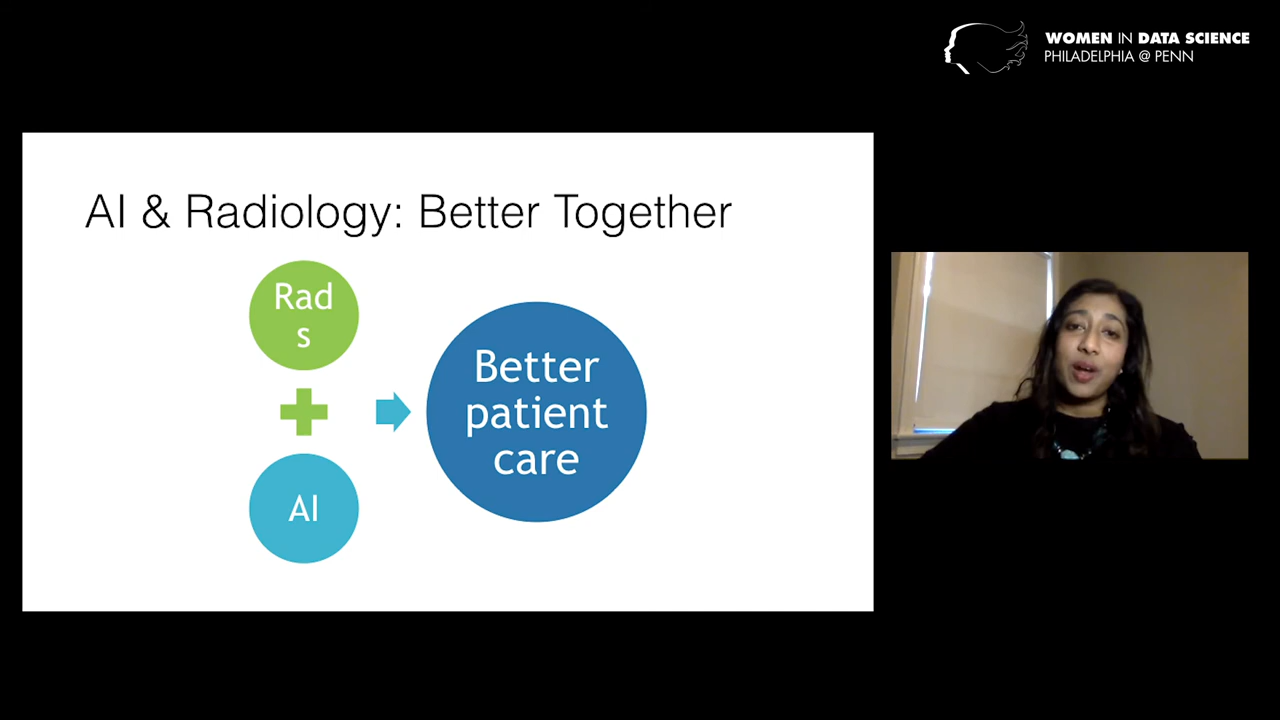 WOMEN IN DATA SCIENCE
PHILADELPHIA @ PENN
AI & Radiology: Better Together
Rad
s
AI
Better
patient
care